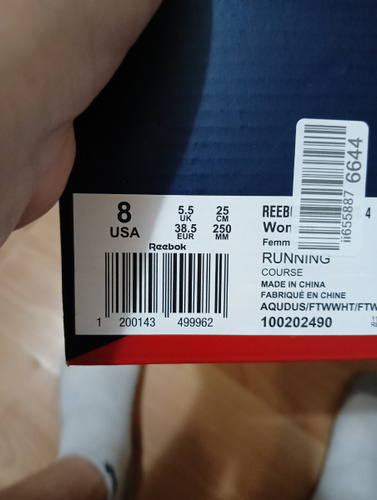 8
USA
5.5
UK
38.5
EUR
25
CM
250
MM
Reebok
1 200143 499962
REEB 4
Wom
Femm
RUNNING
COURSE
MADE IN CHINA
FABRIQUÉ EN CHINE
AQUDUS/FTWWHT/FTW
100202490
ii655887 6644